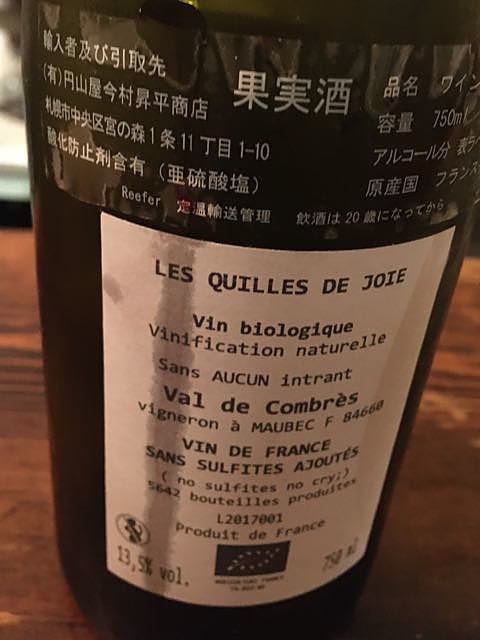 輸入者及び引取先
(有)円山屋今村昇平商店
札幌市中央区宮の森1条11丁目1-10
酸化防止剤含有(亜硫酸塩)
果実酒
品名 ワイン
容量 750ml
アルコール分 表ラベ
原産国 フランス
Reefer 定温輸送管理 飲酒は20歳になってから
LES QUILLES DE JOIE
Vin biologique
Vinification naturelle
Sans AUCUN intrant
Val de Combrès
vigneron à MAUBEC F 84660
VIN DE FRANCE
SANS SULFITES AJOUTÉS
( no sulfites no cry;)
5642 bouteilles produites
L2017001
Produit de France
13,5% vol.
750 ml